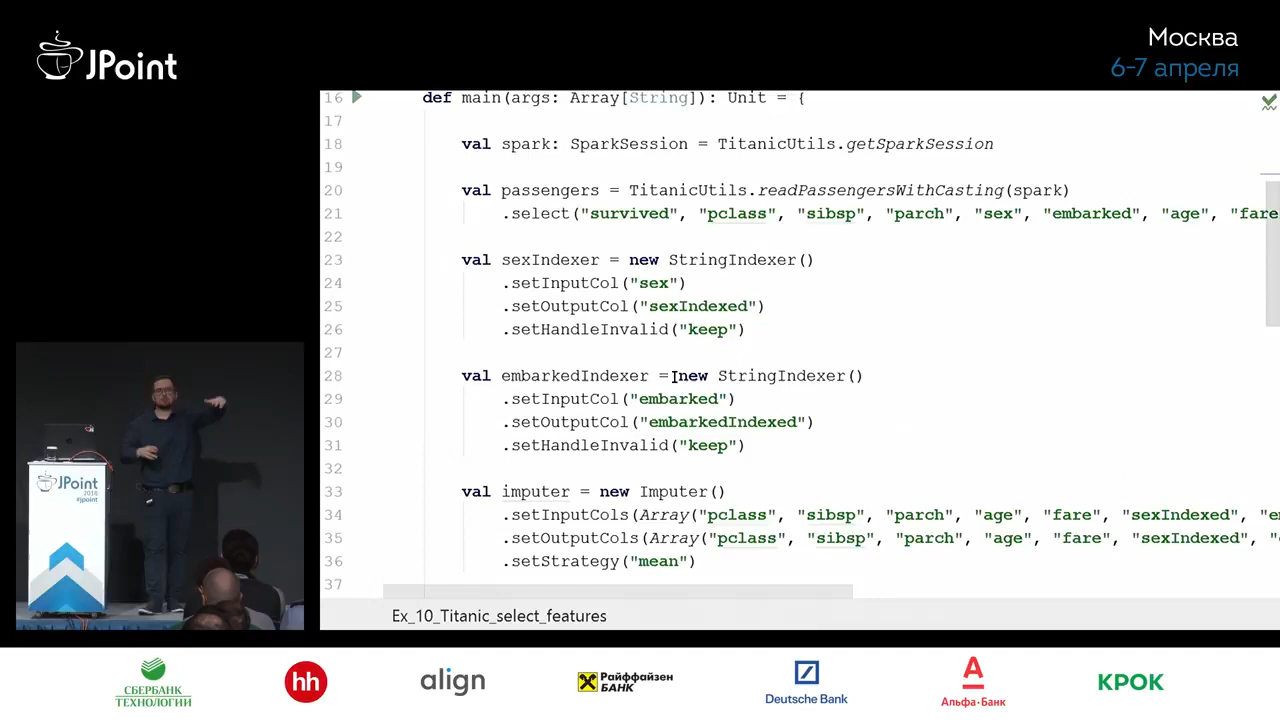 JPoint
Москва
6–7 апреля
16 def main(args: Array[String]): Unit = {
17
18 val spark: SparkSession = TitanicUtils.getSparkSession
19
20 val passengers = TitanicUtils.readPassengersWithCasting(spark)
21 .select("survived", "pclass", "sibsp", "parch", "sex", "embarked", "age", "fare
22
23 val sexIndexer = new StringIndexer()
24 .setInputCol("sex")
25 .setOutputCol("sexIndexed")
26 .setHandleInvalid("keep")
27
28 val embarkedIndexer = new StringIndexer()
29 .setInputCol("embarked")
30 .setOutputCol("embarkedIndexed")
31 .setHandleInvalid("keep")
32
33 val imputer = new Imputer()
34 .setInputCols(Array("pclass", "sibsp", "parch", "age", "fare", "sexIndexed", "e
35 .setOutputCols(Array("pclass", "sibsp", "parch", "age", "fare", "sexIndexed", "
36 .setStrategy("mean")
37
Ex_10_Titanic_select_features
JPoint
2018
#jpoint
СБЕРБАНК
ТЕХНОЛОГИИ
hh
align
Райффайзен
БАНК
Deutsche Bank
Альфа·Банк
КРОК